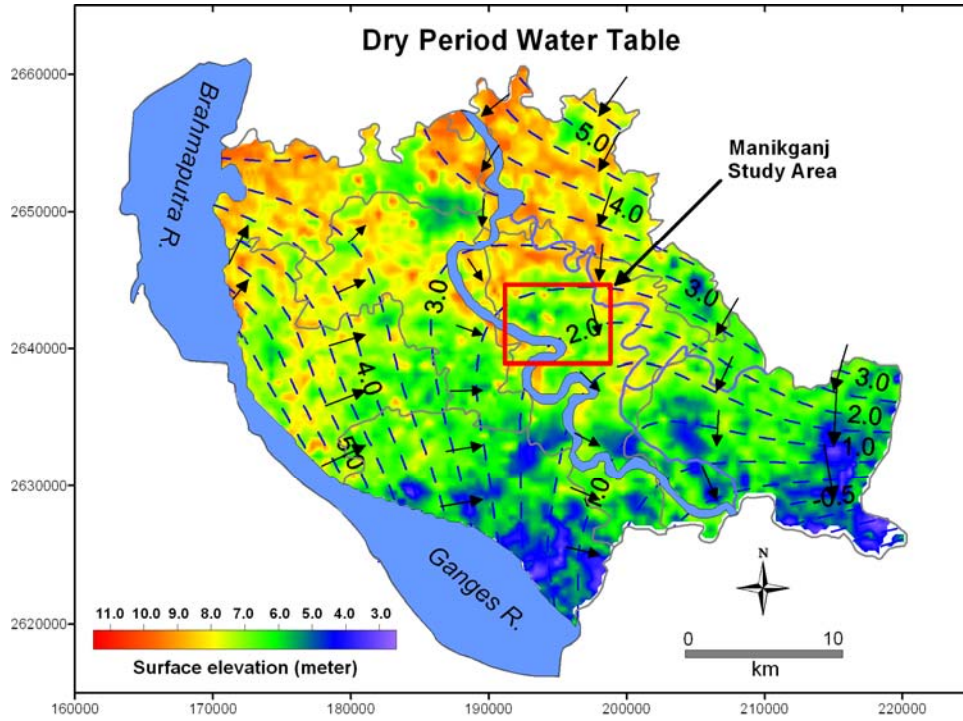 Dry Period Water Table
2660000
2650000
2640000
2630000
2620000
Brahmaputra R.
Manikganj
Study Area
5.0
4.0
3.0
3.0
2.0
4.0
5.0
2.0
3.0
2.0
1.0
-0.5
Ganges R.
N
11.0 10.0 9.0 8.0 7.0 6.0 5.0 4.0 3.0
Surface elevation (meter)
0 10
km
160000 170000 180000 190000 200000 210000 220000